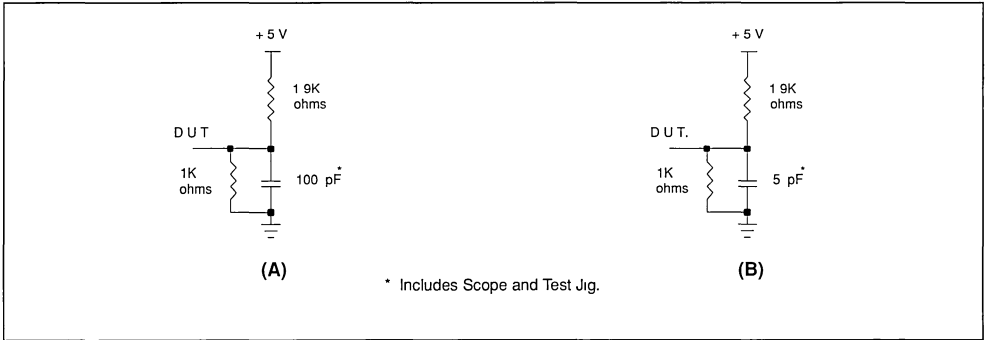 + 5 V
1 9K
ohms
D U T
1K
ohms
100 pF*
(A)
+ 5 V
1 9K
ohms
D U T.
1K
ohms
5 pF*
(B)
* Includes Scope and Test Jig.